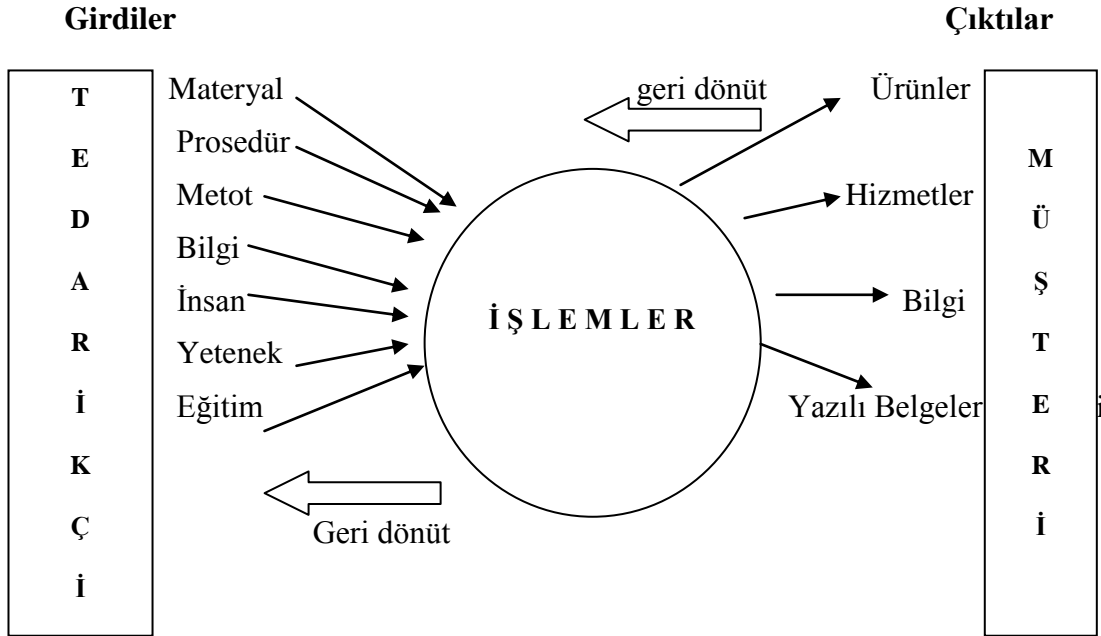 Girdiler
Çıktılar
T
E
D
A
R
İ
K
Ç
İ
Materyal
Prosedür
Metot
Bilgi
İnsan
Yetenek
Eğitim
Geri dönüt
İŞLEMLER
geri dönüt
Ürünler
Hizmetler
Bilgi
Yazılı Belgeler
M
Ü
Ş
T
E
R
İ